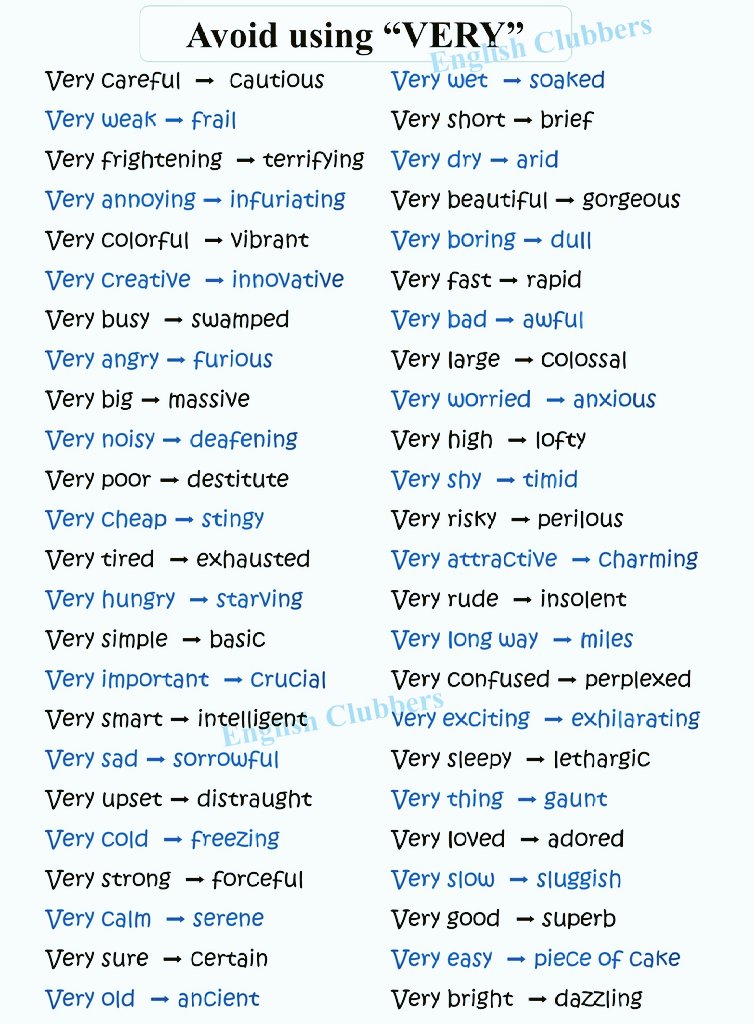 Avoid using “VERY”
English Clubbers
Very careful → cautious
Very weak → frail
Very frightening → terrifying
Very annoying → infuriating
Very colorful → vibrant
Very creative → innovative
Very busy → swamped
Very angry → furious
Very big → massive
Very noisy → deafening
Very poor → destitute
Very cheap → stingy
Very tired → exhausted
Very hungry → starving
Very simple → basic
Very important → crucial
Very smart → intelligent
Very sad → sorrowful
Very upset → distraught
Very cold → freezing
Very strong → forceful
Very calm → serene
Very sure → certain
Very old → ancient
Very wet → soaked
Very short → brief
Very dry → arid
Very beautiful → gorgeous
Very boring → dull
Very fast → rapid
Very bad → awful
Very large → colossal
Very worried → anxious
Very high → lofty
Very shy → timid
Very risky → perilous
Very attractive → charming
Very rude → insolent
Very long way → miles
Very confused → perplexed
very exciting → exhilarating
Very sleepy → lethargic
Very thing → gaunt
Very loved → adored
Very slow → sluggish
Very good → superb
Very easy → piece of cake
Very bright → dazzling
English Clubbers